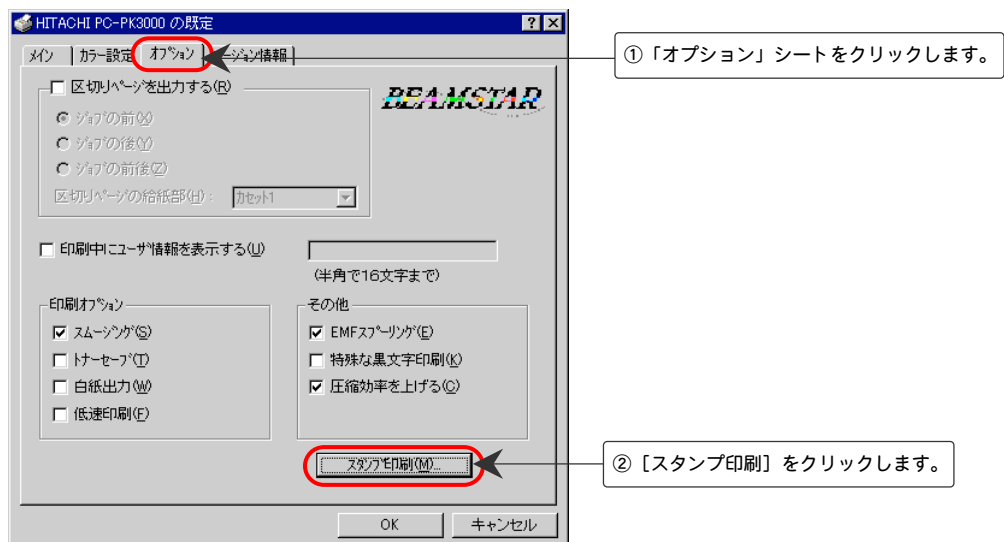 HITACHI PC-PK3000 の既定
メイン カラー設定 オプション ージョン情報
①「オプション」シートをクリックします。
区切りページを出力する(R)
BEAMSTAR
ジョブの前(X)
ジョブの後(Y)
ジョブの前後(Z)
区切りページの給紙部(H): カセット1
印刷中にユーザ情報を表示する(U)
(半角で16文字まで)
印刷オプション
スムージング(S)
トナーセーブ(T)
白紙出力(W)
低速印刷(F)
その他
EMFスプーリング(E)
特殊な黒文字印刷(K)
圧縮効率を上げる(C)
スタンプ印刷(M)...
②［スタンプ印刷］をクリックします。
OK キャンセル